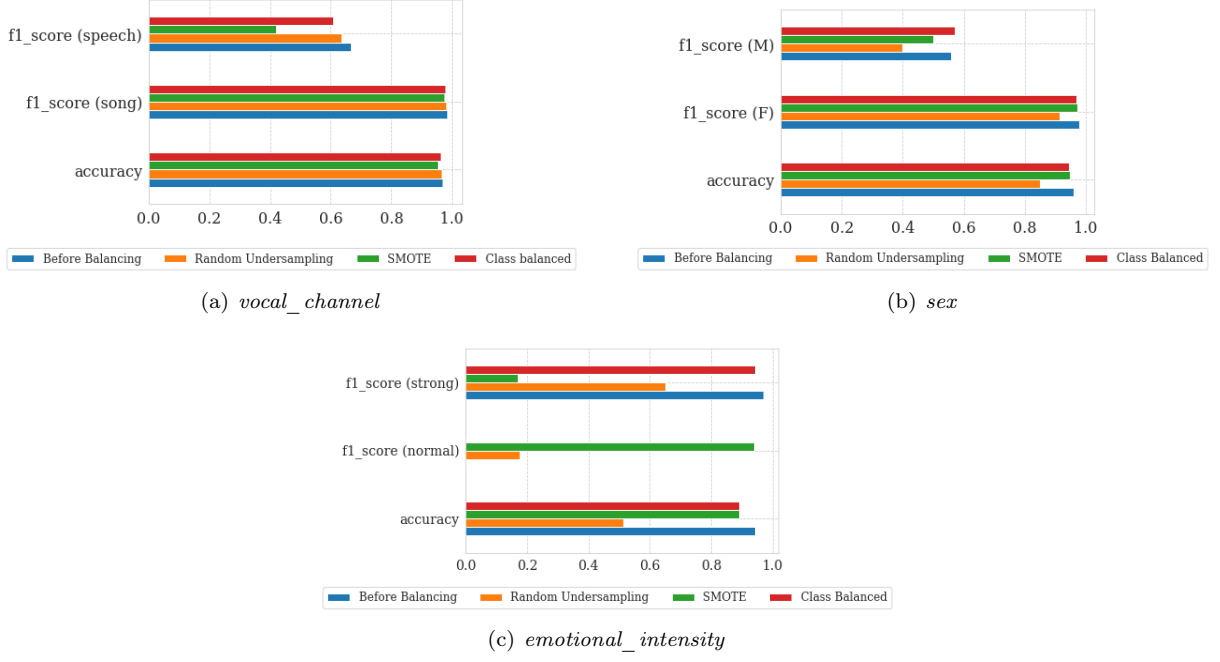 f1_score (speech)
f1_score (song)
accuracy
0.0 0.2 0.4 0.6 0.8 1.0
Before Balancing Random Undersampling SMOTE Class balanced
(a) vocal_channel
f1_score (M)
f1_score (F)
accuracy
0.0 0.2 0.4 0.6 0.8 1.0
Before Balancing Random Undersampling SMOTE Class Balanced
(b) sex
f1_score (strong)
f1_score (normal)
accuracy
0.0 0.2 0.4 0.6 0.8 1.0
Before Balancing Random Undersampling SMOTE Class Balanced
(c) emotional_intensity